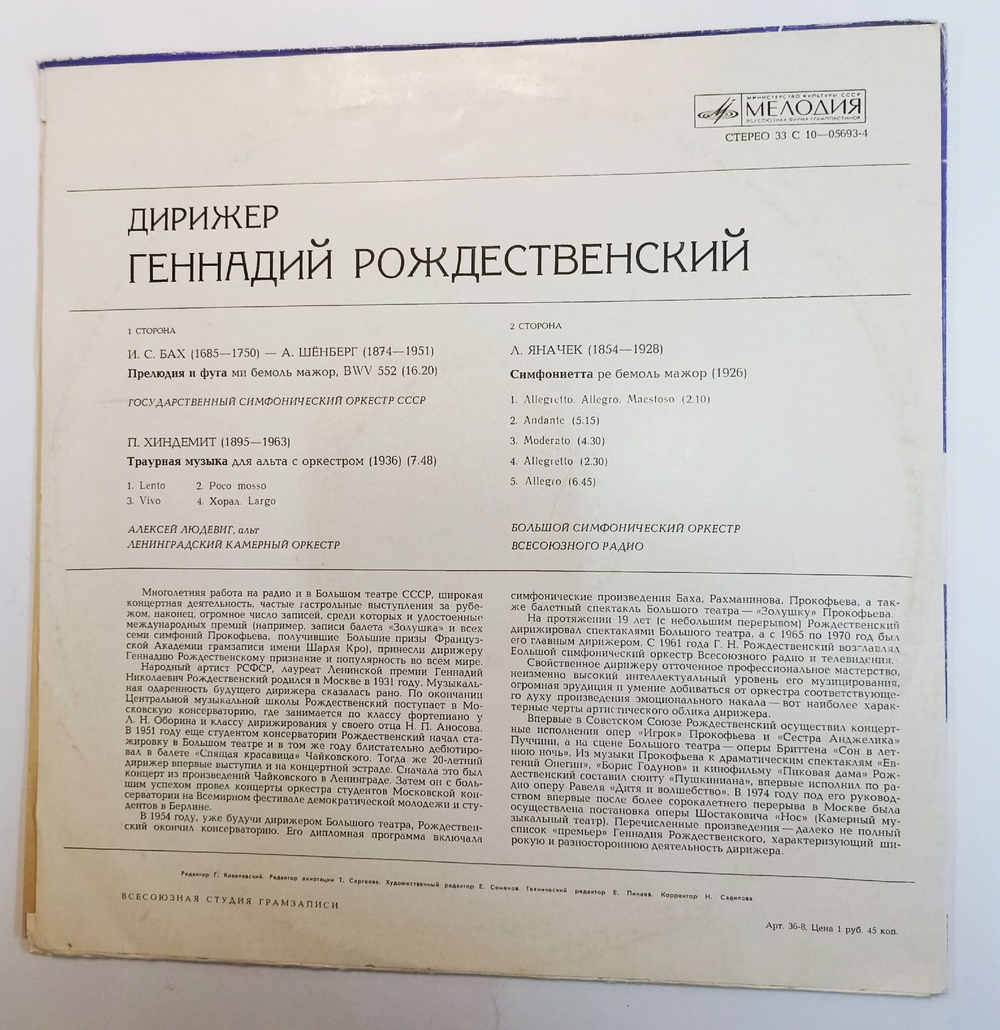 МИНИСТЕРСТВО КУЛЬТУРЫ СССР
МЕЛОДИЯ
ВСЕСОЮЗНАЯ ФИРМА ГРАМПЛАСТИНОК
СТЕРЕО 33 С 10—05693-4
ДИРИЖЕР
ГЕННАДИЙ РОЖДЕСТВЕНСКИЙ
1 СТОРОНА
И. С. БАХ (1685—1750) — А. ШЁНБЕРГ (1874—1951)
Прелюдия и фуга ми бемоль мажор, BWV 552 (16.20)
ГОСУДАРСТВЕННЫЙ СИМФОНИЧЕСКИЙ ОРКЕСТР СССР
П. ХИНДЕМИТ (1895—1963)
Траурная музыка для альта с оркестром (1936) (7.48)
1. Lento 2. Poco mosso
3. Vivo 4. Хорал. Largo
АЛЕКСЕЙ ЛЮДЕВИГ, альт
ЛЕНИНГРАДСКИЙ КАМЕРНЫЙ ОРКЕСТР
2 СТОРОНА
Л. ЯНАЧЕК (1854—1928)
Симфониетта ре бемоль мажор (1926)
1. Allegretto. Allegro. Maestoso (2.10)
2. Andante (5.15)
3. Moderato (4.30)
4. Allegretto (2.30)
5. Allegro (6.45)
БОЛЬШОЙ СИМФОНИЧЕСКИЙ ОРКЕСТР
ВСЕСОЮЗНОГО РАДИО
Многолетняя работа на радио и в Большом театре СССР, широкая
концертная деятельность, частые гастрольные выступления за рубе-
жом, наконец, огромное число записей, среди которых и удостоенные
международных премий (например, записи балета «Золушка» и всех
семи симфоний Прокофьева, получившие Большие призы Француз-
ской Академии грамзаписи имени Шарля Кро), принесли дирижеру
Геннадию Рождественскому признание и популярность во всем мире.
Народный артист РСФСР, лауреат Ленинской премии Геннадий
Николаевич Рождественский родился в Москве в 1931 году. Музыкаль-
ная одаренность будущего дирижера сказалась рано. По окончании
Центральной музыкальной школы Рождественский поступает в Мо-
сковскую консерваторию, где занимается по классу фортепиано у
Л. Н. Оборина и классу дирижирования у своего отца Н. П. Аносова.
В 1951 году еще студентом консерватории Рождественский начал ста-
жировку в Большом театре и в том же году блистательно дебютиро-
вал в балете «Спящая красавица» Чайковского. Тогда же 20-летний
дирижер впервые выступил и на концертной эстраде. Сначала это был
концерт из произведений Чайковского в Ленинграде. Затем он с боль-
шим успехом провел концерты оркестра студентов Московской кон-
серватории на Всемирном фестивале демократической молодежи и сту-
дентов в Берлине.
В 1954 году, уже будучи дирижером Большого театра, Рождествен-
ский окончил консерваторию. Его дипломная программа включала
симфонические произведения Баха, Рахманинова, Прокофьева, а так-
же балетный спектакль Большого театра — «Золушку» Прокофьева.
На протяжении 19 лет (с небольшим перерывом) Рождественский
дирижировал спектаклями Большого театра, а с 1965 по 1970 год был
его главным дирижером. С 1961 года Г. Н. Рождественский возглавлял
Большой симфонический оркестр Всесоюзного радио и телевидения.
Свойственное дирижеру отточенное профессиональное мастерство,
неизменно высокий интеллектуальный уровень его музицирования,
огромная эрудиция и умение добиваться от оркестра соответствующе-
го духу произведения эмоционального накала — вот наиболее харак-
терные черты артистического облика дирижера.
Впервые в Советском Союзе Рождественский осуществил концерт-
ные исполнения опер «Игрок» Прокофьева и «Сестра Анджелика»
Пуччини, а на сцене Большого театра — оперы Бриттена «Сон в лет-
нюю ночь». Из музыки Прокофьева к драматическим спектаклям «Ев-
гений Онегин», «Борис Годунов» и кинофильму «Пиковая дама» Рож-
дественский составил сюиту «Пушкиниана», впервые исполнил по ра-
дио оперу Равеля «Дитя и волшебство». В 1974 году под его руковод-
ством впервые после более сорокалетнего перерыва в Москве была
осуществлена постановка оперы Шостаковича «Нос» (Камерный му-
зыкальный театр). Перечисленные произведения — далеко не полный
список «премьер» Геннадия Рождественского, характеризующий ши-
рокую и разностороннюю деятельность дирижера.
Редактор Г. Ковалевский. Редактор аннотации Т. Сергеева. Художественный редактор Е. Семенов. Технический редактор Е. Пинаев. Корректор Н. Садилова
ВСЕСОЮЗНАЯ СТУДИЯ ГРАМЗАПИСИ
Арт. 36-8. Цена 1 руб. 45 коп.